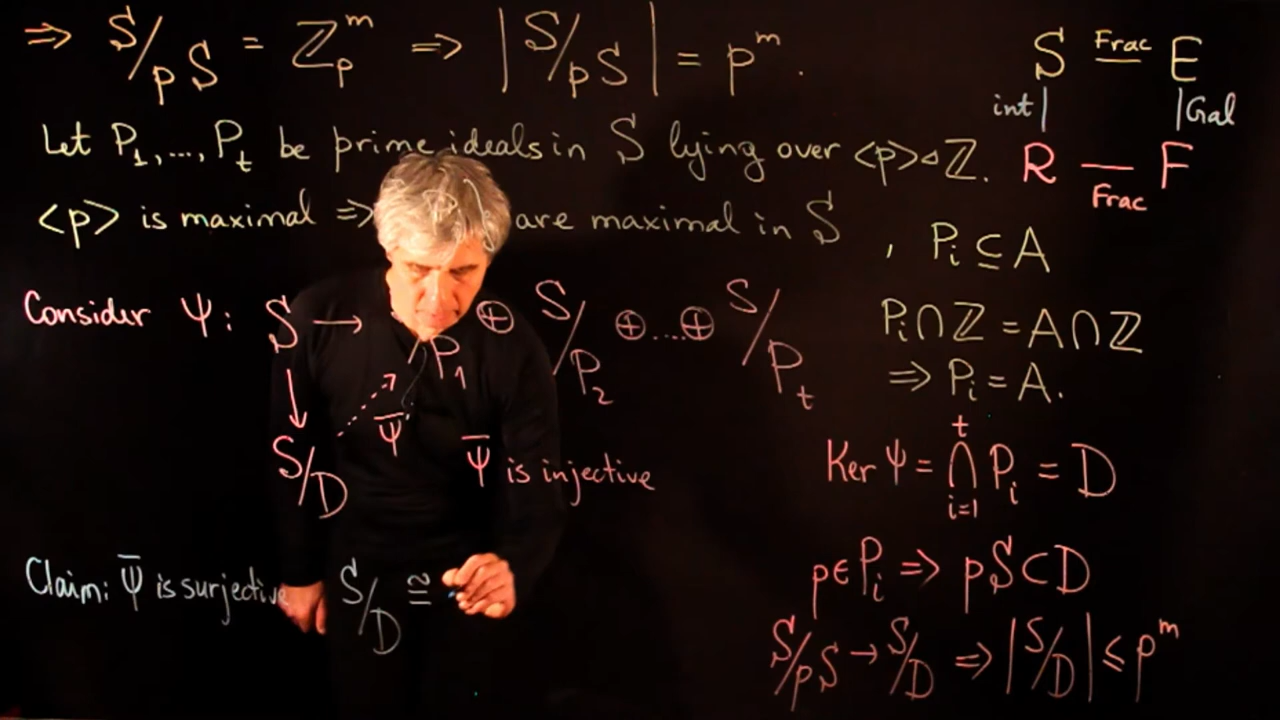 ⇒ S/pS = ℤ_p^m ⇒ |S/pS| = p^m.
Let P_1,..., P_t be prime ideals in S lying over <p>⊲ℤ.
<p> is maximal ⇒ are maximal in S
Consider Ψ: S → ⊕ S/P_2 ⊕....⊕ S/P_t
P_1
Ψ̄
S/D
Ψ̄ is injective
Claim: Ψ̄ is surjective
S/D ≅
S Frac E
int Gal
R — F
Frac
, P_i ⊆ A
P_i∩ℤ = A∩ℤ
⇒ P_i = A.
Ker Ψ = ⋂_{i=1}^t P_i = D
p∈P_i ⇒ pS⊂D
S/pS → S/D ⇒ |S/D| ≤ p^m